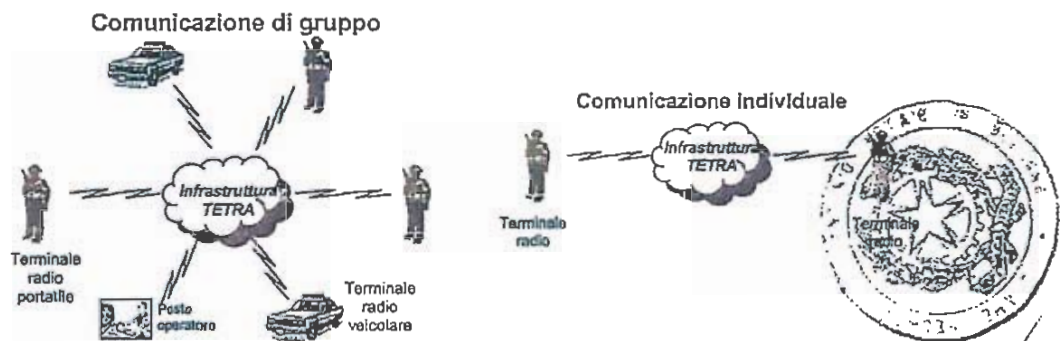 Comunicazione di gruppo
Infrastruttura
TETRA
Terminale
radio
portatile
Posto
operatore
Terminale
radio
veicolare
Comunicazione individuale
Infrastruttura
TETRA
Terminale
radio
Terminale
radio